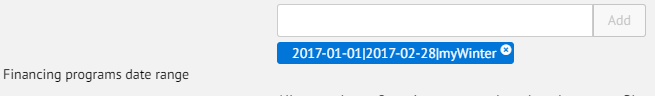 Add
2017-01-01|2017-02-28|myWinter
Financing programs date range